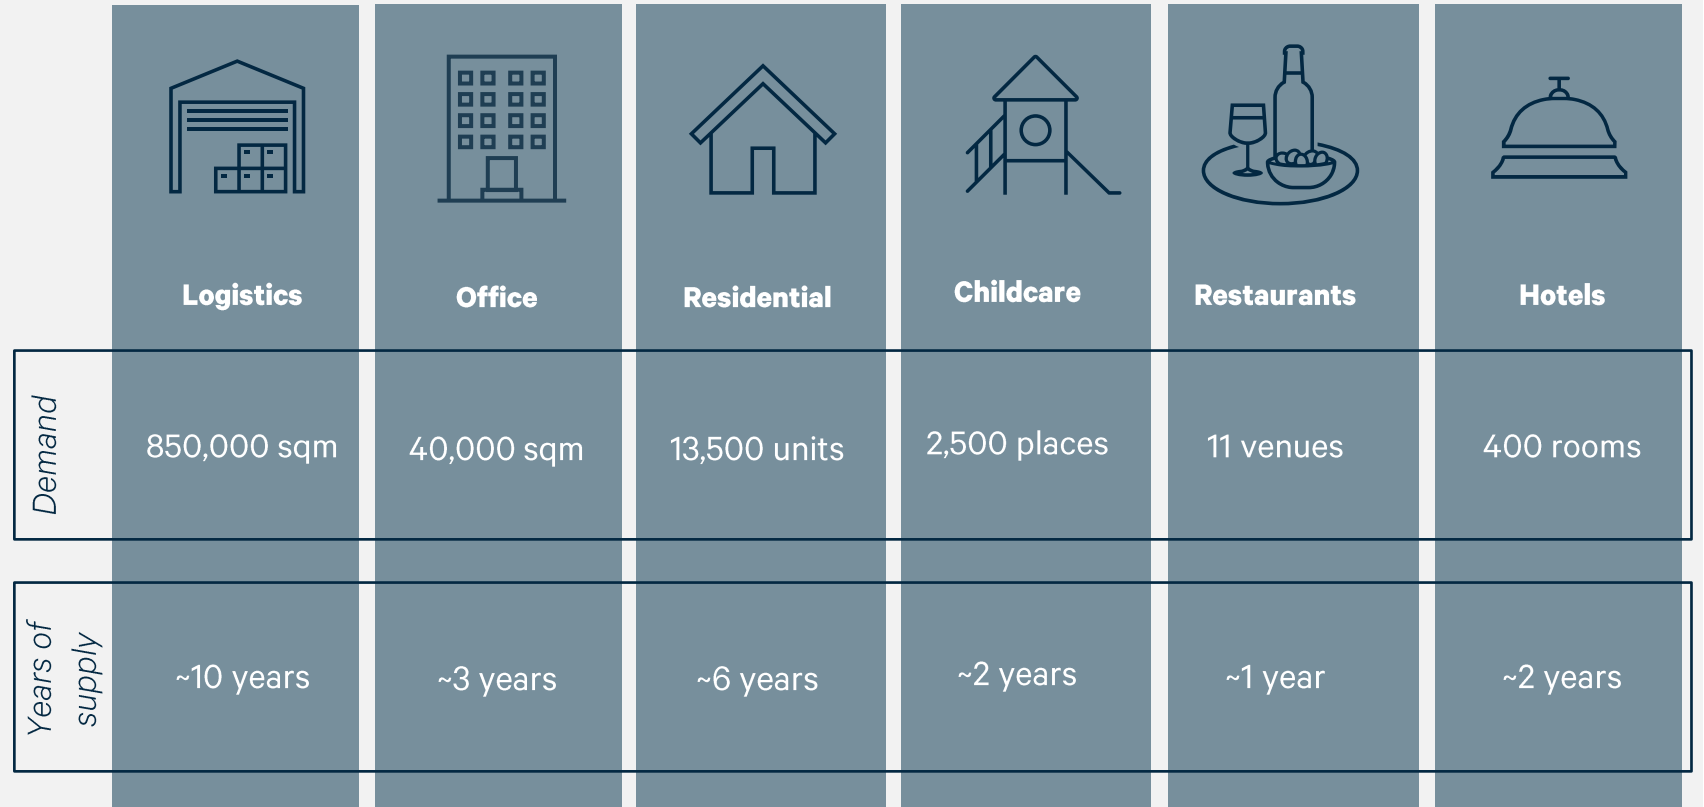 Logistics
Office
Residential
Childcare
Restaurants
Hotels
Demand
850,000 sqm
40,000 sqm
13,500 units
2,500 places
11 venues
400 rooms
Years of
supply
~10 years
~3 years
~6 years
~2 years
~1 year
~2 years